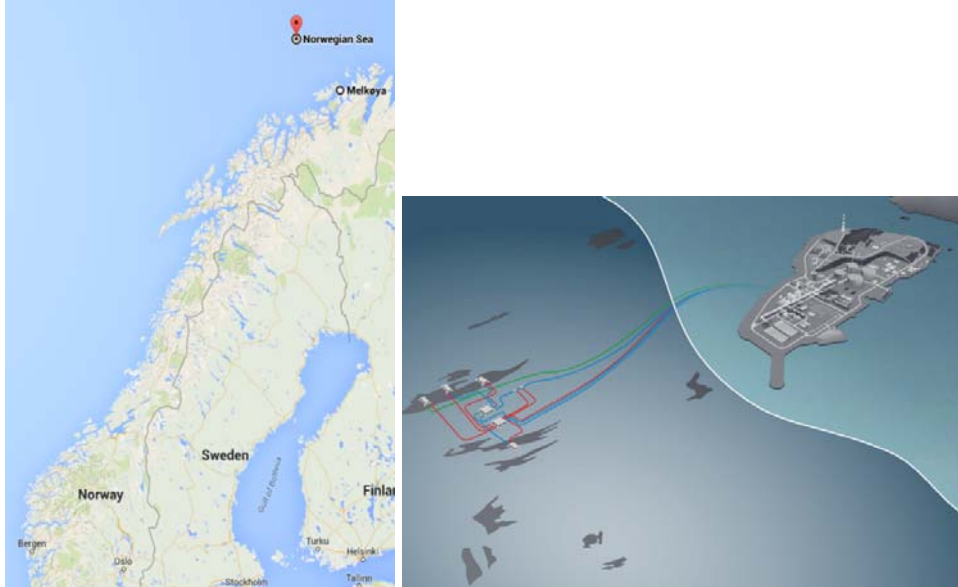 Norwegian Sea
Melkøya
Sweden
Gulf of Bothnia
Norway
Finlan
Bergen
Oslo
Turku
Helsinki
Stockholm
Tallinn